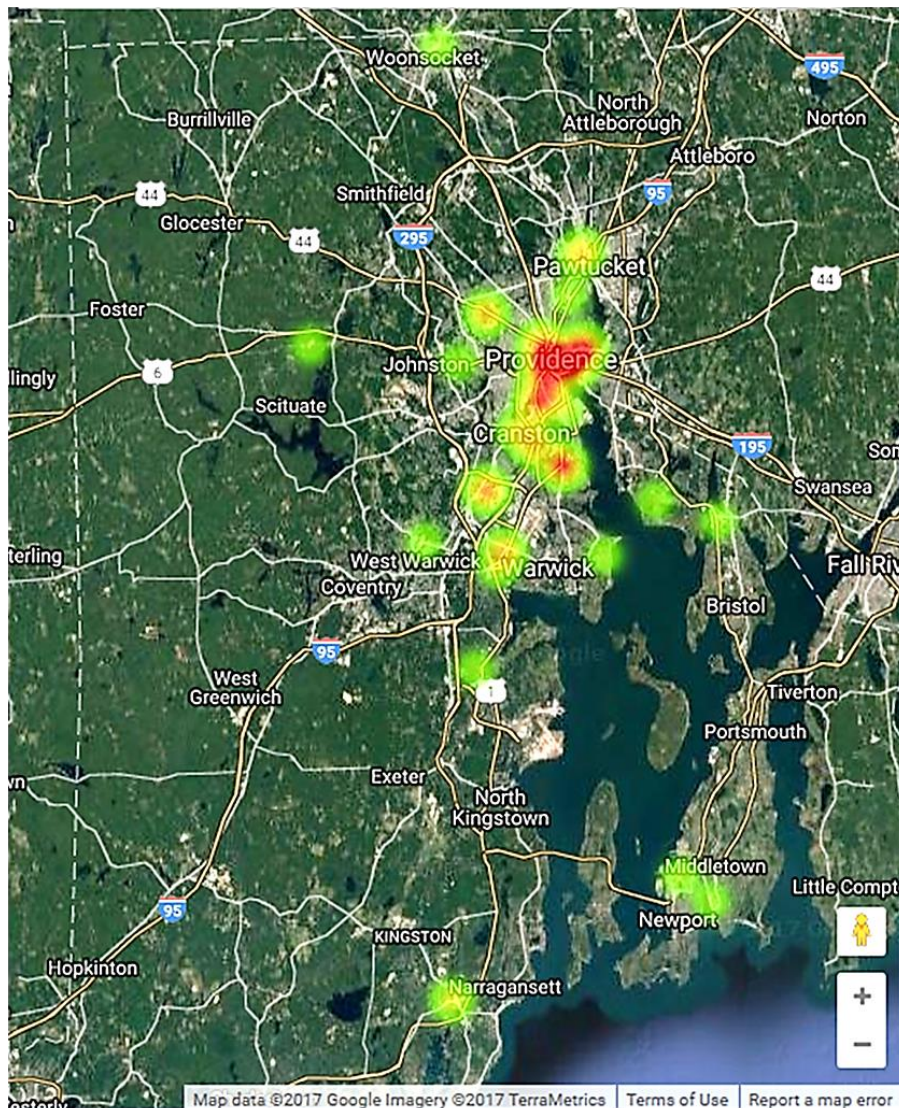 Woonsocket
495
North
Attleborough
Burrillville
Norton
Attleboro
44
Smithfield
95
Glocester
44
295
Pawtucket
44
Foster
Providence
Johnston
6
Scituate
Cranston
195
Swansea
West Warwick
Warwick
Coventry
Bristol
95
West
Greenwich
1
Tiverton
Portsmouth
Exeter
North
Kingstown
Middletown
Little Compt
95
Newport
KINGSTON
Hopkinton
Narragansett
+
−
Map data ©2017 Google Imagery ©2017 TerraMetrics
Terms of Use
Report a map error